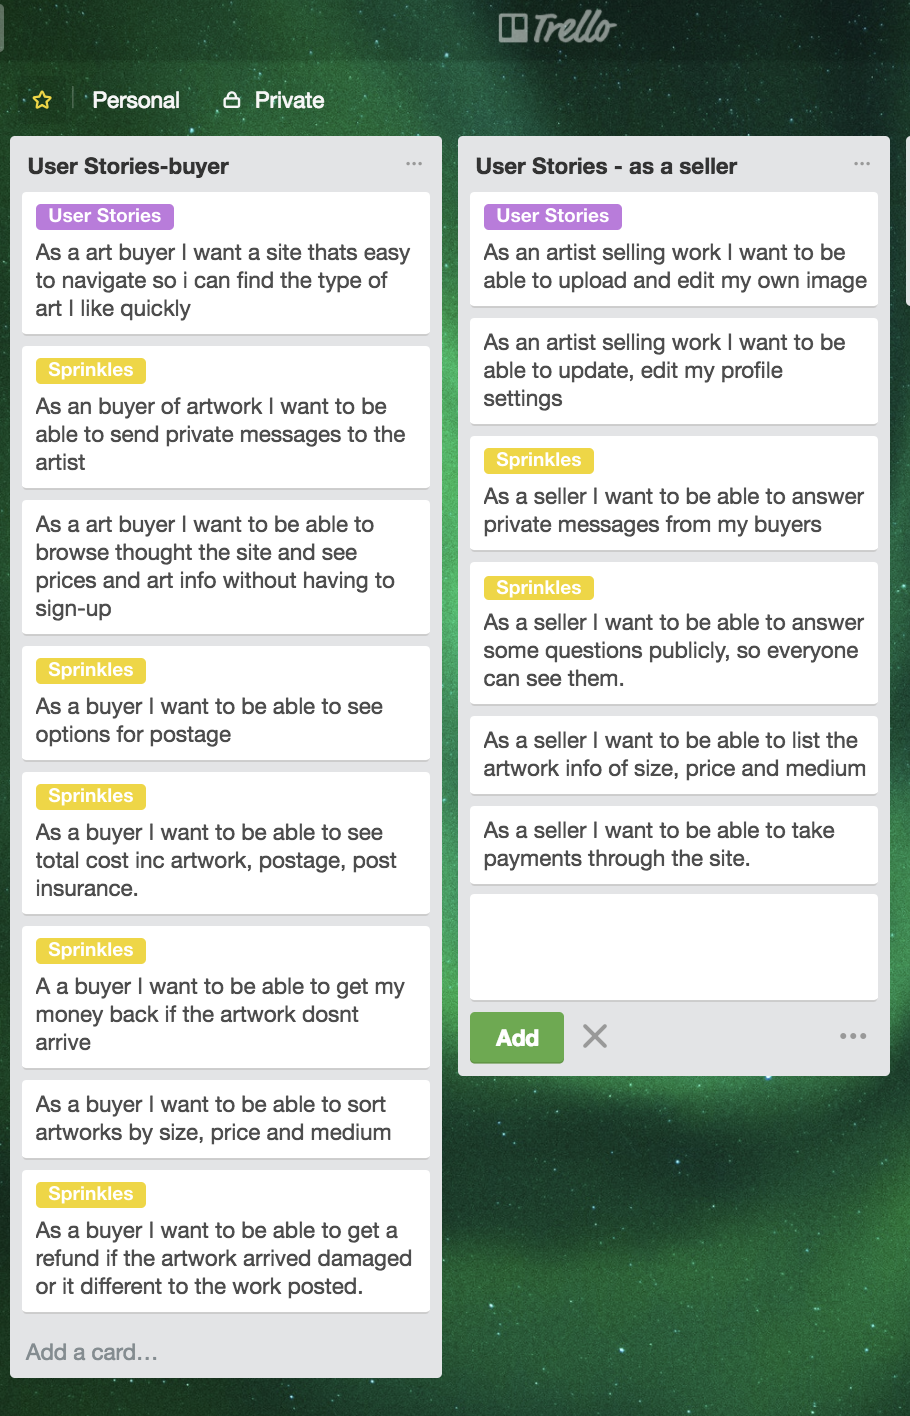 Trello
Personal
Private
User Stories-buyer
User Stories
As a art buyer I want a site thats easy
to navigate so i can find the type of
art I like quickly
Sprinkles
As an buyer of artwork I want to be
able to send private messages to the
artist
As a art buyer I want to be able to
browse thought the site and see
prices and art info without having to
sign-up
Sprinkles
As a buyer I want to be able to see
options for postage
Sprinkles
As a buyer I want to be able to see
total cost inc artwork, postage, post
insurance.
Sprinkles
A a buyer I want to be able to get my
money back if the artwork dosnt
arrive
As a buyer I want to be able to sort
artworks by size, price and medium
Sprinkles
As a buyer I want to be able to get a
refund if the artwork arrived damaged
or it different to the work posted.
Add a card…
User Stories - as a seller
User Stories
As an artist selling work I want to be
able to upload and edit my own image
As an artist selling work I want to be
able to update, edit my profile
settings
Sprinkles
As a seller I want to be able to answer
private messages from my buyers
Sprinkles
As a seller I want to be able to answer
some questions publicly, so everyone
can see them.
As a seller I want to be able to list the
artwork info of size, price and medium
As a seller I want to be able to take
payments through the site.
Add